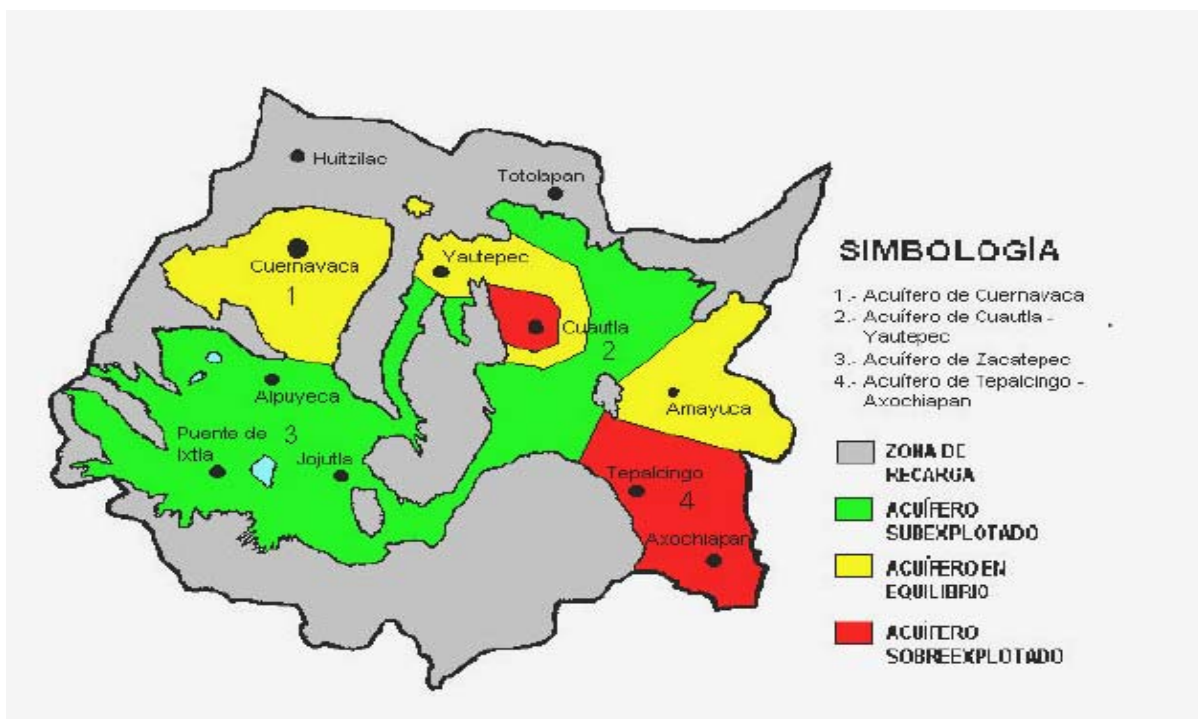 Huitzilac
Totolapan
Cuernavaca
1
Yautepec
Cuautla
2
Alpuyeca
Amayuca
Puente de
Ixtla
3
Jojutla
Tepalcingo
4
Axochiapan
SIMBOLOGÍA
1.- Acuífero de Cuernavaca
2.- Acuífero de Cuautla -
Yautepec
3.- Acuífero de Zacatepec
4.- Acuífero de Tepalcingo -
Axochiapan
ZONA DE
RECARGA
ACUÍFERO
SUBEXPLOTADO
ACUÍFERO EN
EQUILIBRIO
ACUÍFERO
SOBREEXPLOTADO